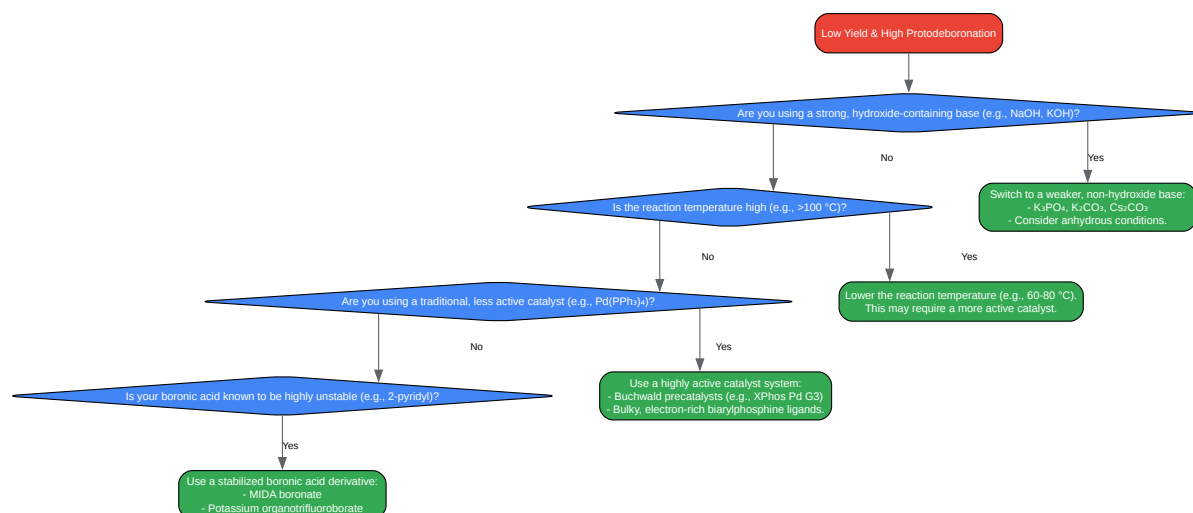 Low Yield & High Protodeboronation
Are you using a strong, hydroxide-containing base (e.g., NaOH, KOH)?
No
Yes
Switch to a weaker, non-hydroxide base:
- K₃PO₄, K₂CO₃, Cs₂CO₃
- Consider anhydrous conditions.
Is the reaction temperature high (e.g., >100 °C)?
No
Yes
Lower the reaction temperature (e.g., 60-80 °C).
This may require a more active catalyst.
Are you using a traditional, less active catalyst (e.g., Pd(PPh₃)₄)?
No
Yes
Use a highly active catalyst system:
- Buchwald precatalysts (e.g., XPhos Pd G3)
- Bulky, electron-rich biarylphosphine ligands.
Is your boronic acid known to be highly unstable (e.g., 2-pyridyl)?
Yes
Use a stabilized boronic acid derivative:
- MIDA boronate
- Potassium organotrifluoroborate